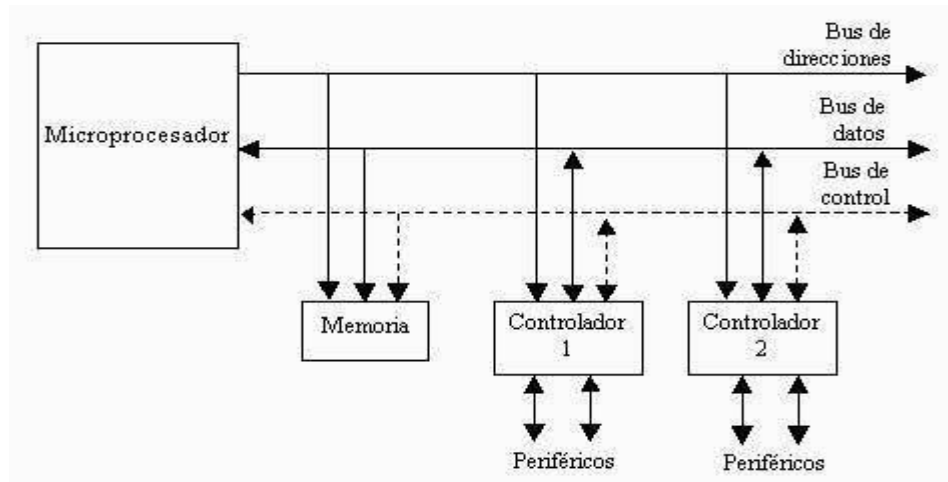 Bus de
direcciones
Microprocesador
Bus de
datos
Bus de
control
Memoria
Controlador
1
Controlador
2
Periféricos
Periféricos